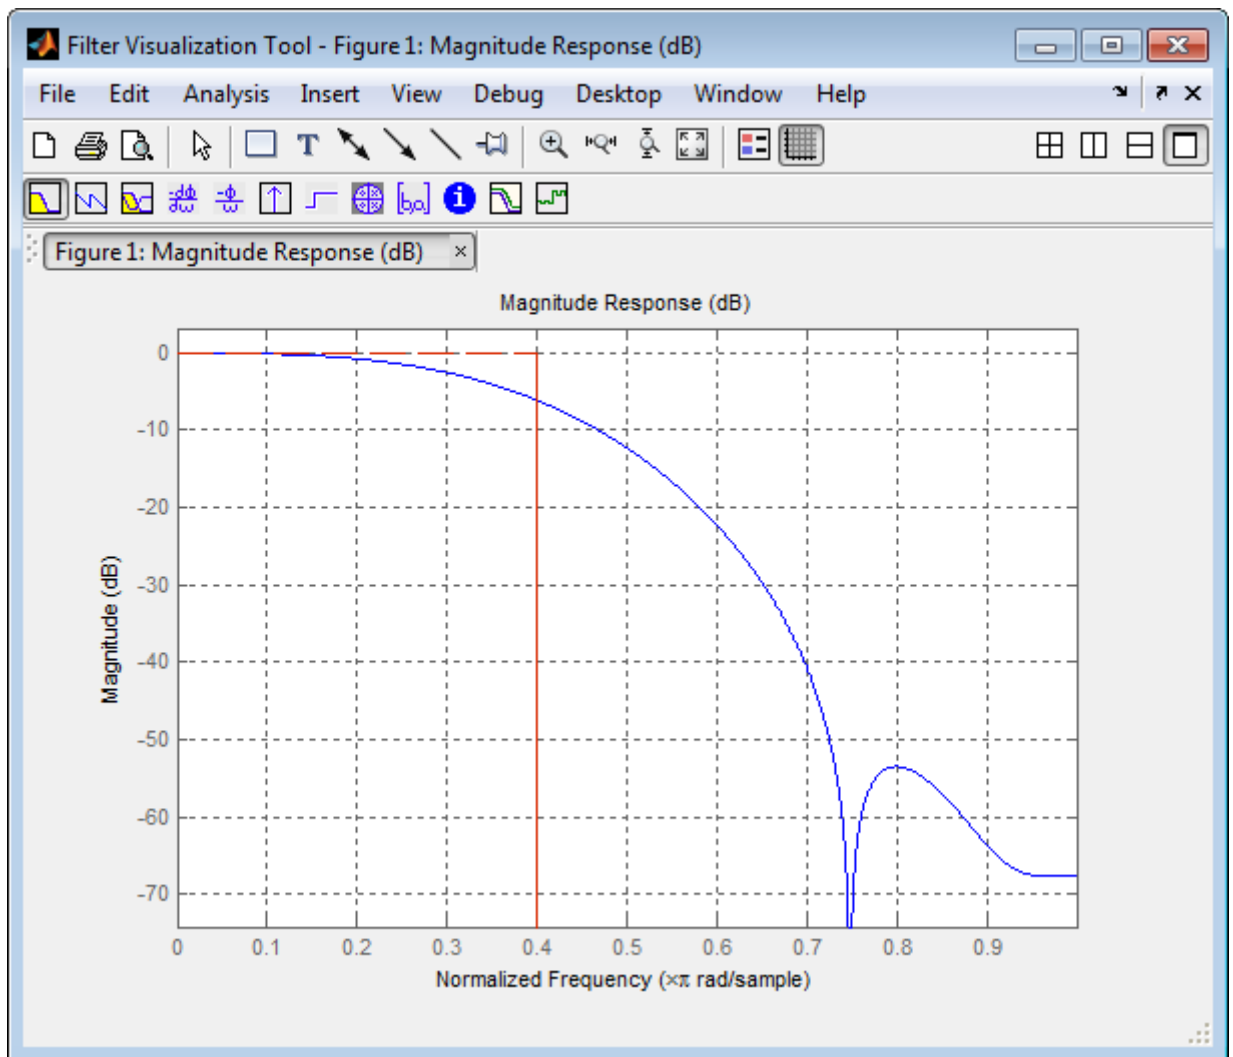 Filter Visualization Tool - Figure 1: Magnitude Response (dB)
File Edit Analysis Insert View Debug Desktop Window Help
T
[b,a] i
Figure 1: Magnitude Response (dB) ×
Magnitude Response (dB)
0
-10
-20
-30
-40
-50
-60
-70
Magnitude (dB)
0 0.1 0.2 0.3 0.4 0.5 0.6 0.7 0.8 0.9
Normalized Frequency (×π rad/sample)